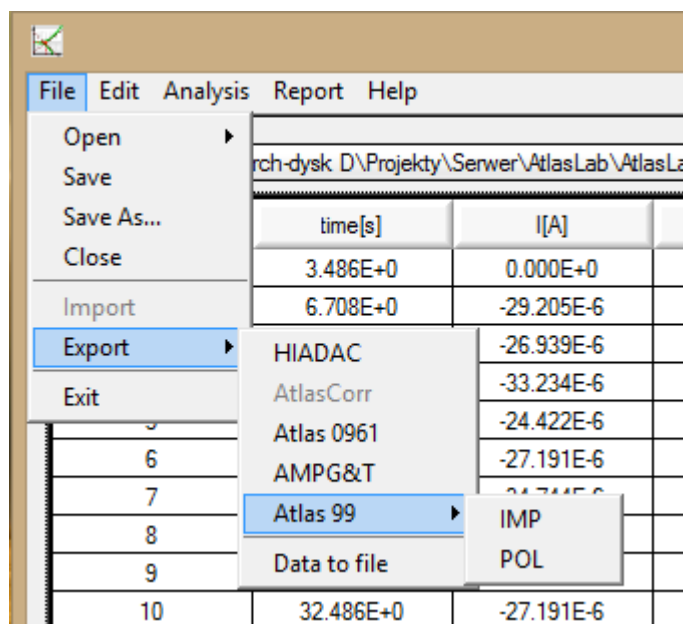 File Edit Analysis Report Help
Open
rch-dysk D\Projekty\Serwer\AtlasLab\AtlasLa
Save
Save As...
time[s] I[A]
Close
3.486E+0 0.000E+0
Import
6.708E+0 -29.205E-6
Export
HIADAC
-26.939E-6
AtlasCorr
-33.234E-6
Exit
Atlas 0961
-24.422E-6
6
AMPG&T
-27.191E-6
7
Atlas 99
IMP
8
POL
9
Data to file
10 32.486E+0 -27.191E-6